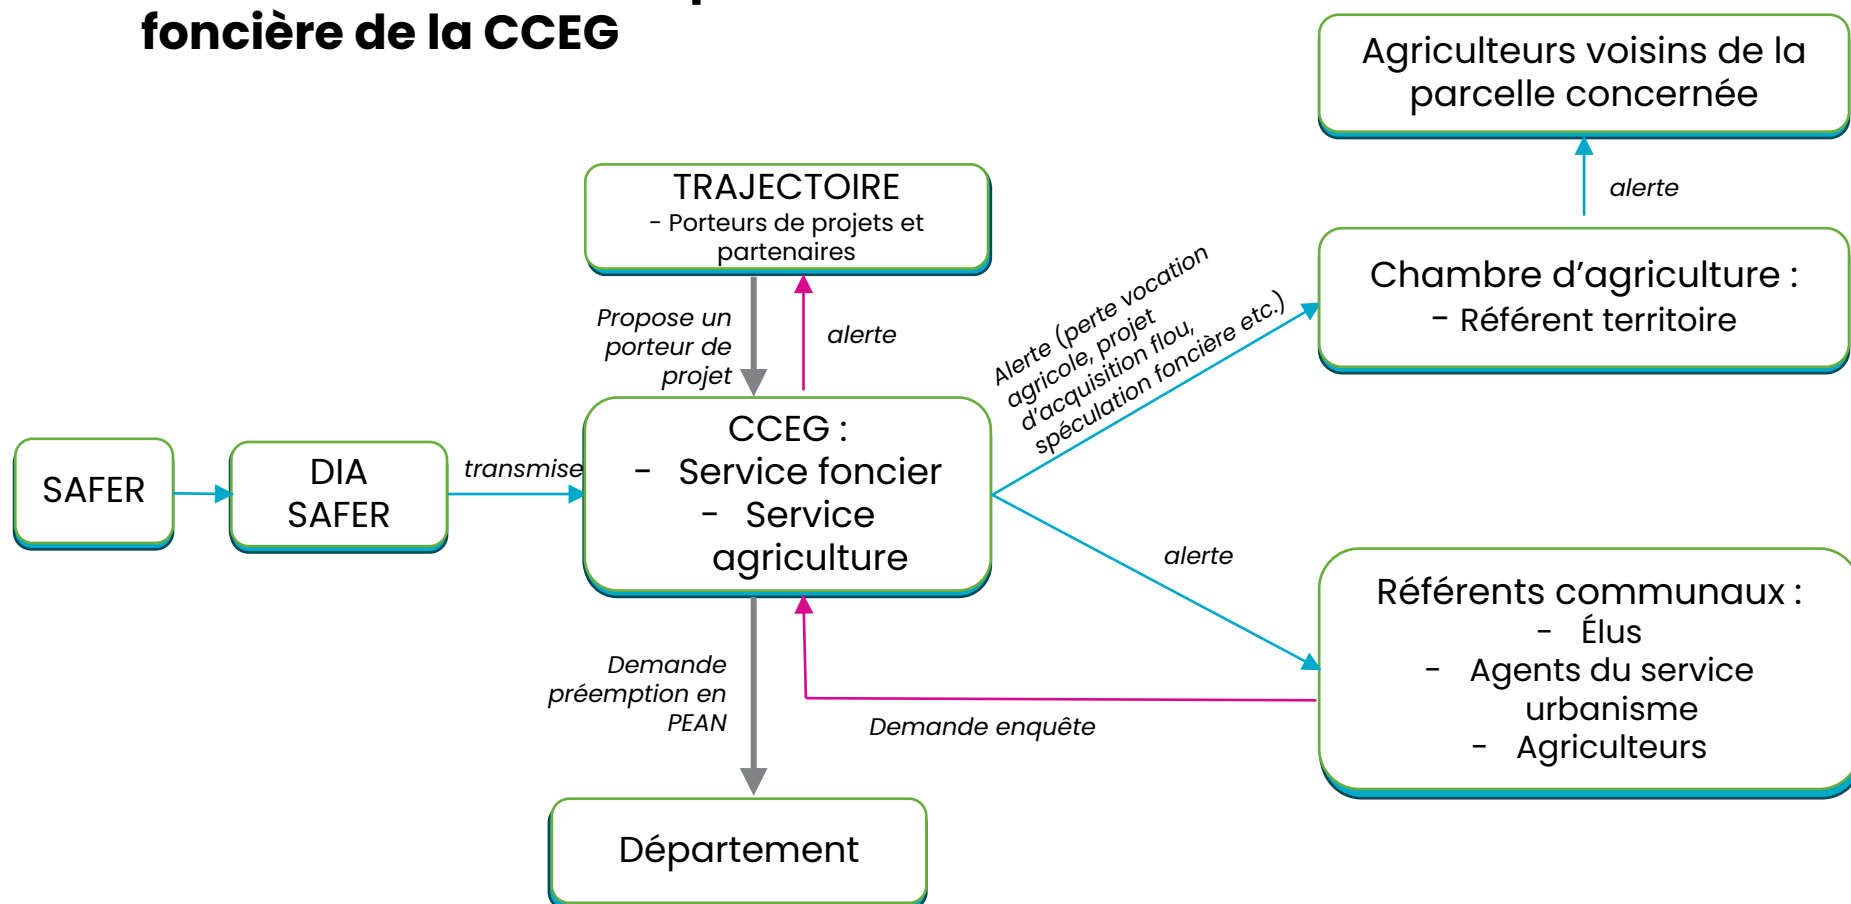 foncière de la CCEG
Agriculteurs voisins de la
parcelle concernée
alerte
TRAJECTOIRE
- Porteurs de projets et
partenaires
Chambre d'agriculture :
- Référent territoire
Propose un
porteur de
projet
alerte
Alerte (perte vocation
agricole, projet
d'acquisition flou,
spéculation foncière etc.)
SAFER
DIA
SAFER
transmise
CCEG :
- Service foncier
- Service
agriculture
alerte
Référents communaux :
- Élus
- Agents du service
urbanisme
- Agriculteurs
Demande
préemption en
PEAN
Demande enquête
Département